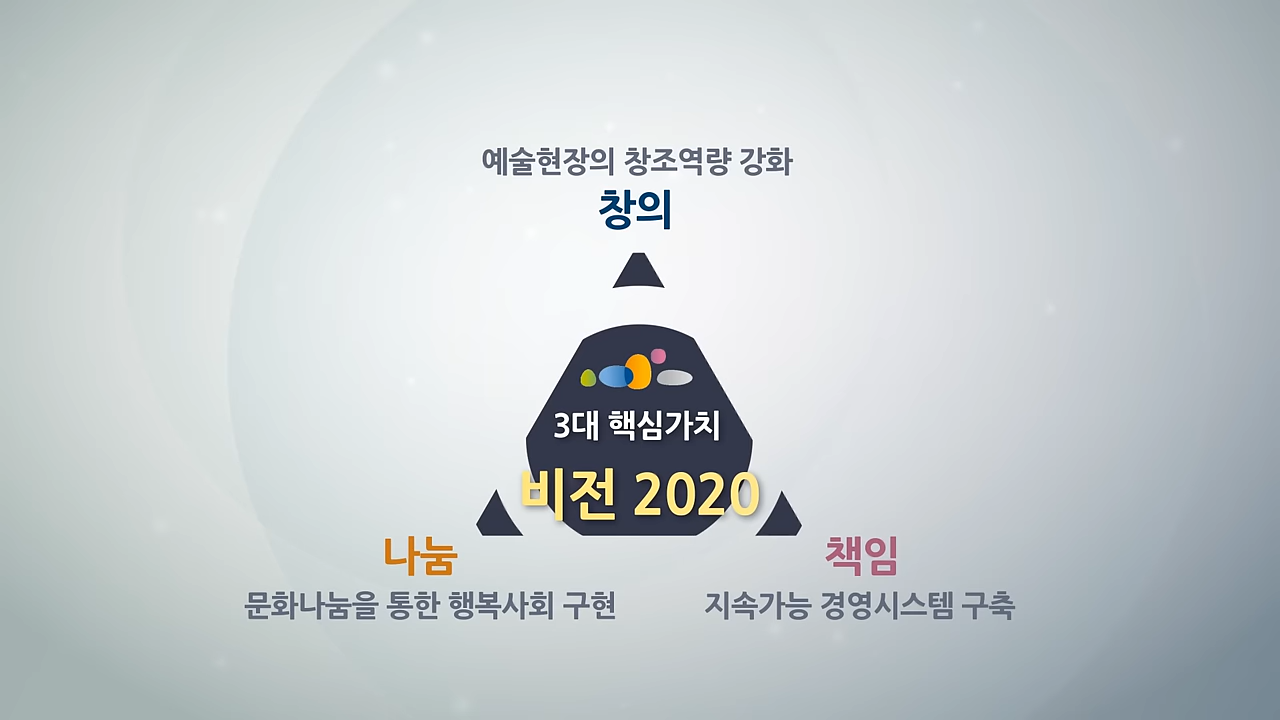 예술현장의 창조역량 강화
창의
3대 핵심가치
비전 2020
나눔
문화나눔을 통한 행복사회 구현
책임
지속가능 경영시스템 구축